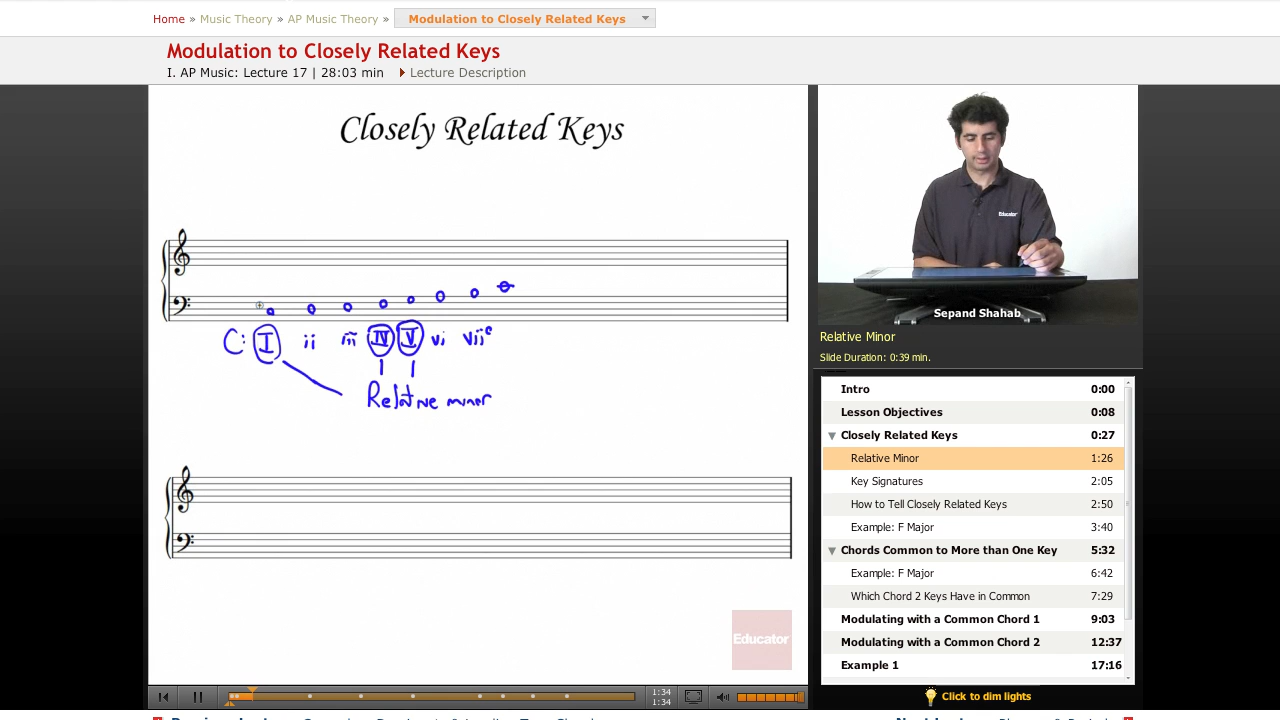 Home » Music Theory » AP Music Theory » Modulation to Closely Related Keys
Modulation to Closely Related Keys
I. AP Music: Lecture 17 | 28:03 min Lecture Description
Closely Related Keys
C: I ii iii IV V vi vii°
Relative minor
Educator
Educator
Sepand Shahab
Relative Minor
Slide Duration: 0:39 min.
Intro 0:00
Lesson Objectives 0:08
Closely Related Keys 0:27
Relative Minor 1:26
Key Signatures 2:05
How to Tell Closely Related Keys 2:50
Example: F Major 3:40
Chords Common to More than One Key 5:32
Example: F Major 6:42
Which Chord 2 Keys Have in Common 7:29
Modulating with a Common Chord 1 9:03
Modulating with a Common Chord 2 12:37
Example 1 17:16
1:34
1:34
Click to dim lights